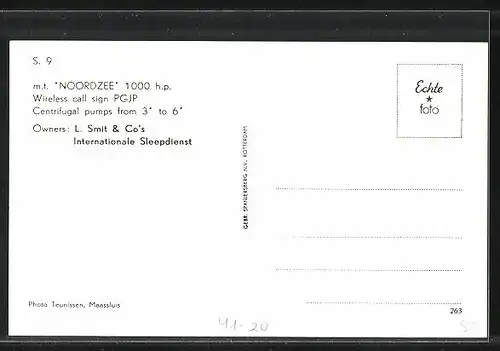 S. 9
m.t. "NOORDZEE" 1000 h.p.
Wireless call sign PGJP
Centrifugal pumps from 3" to 6"
Owners: L. Smit & Co's
Internationale Sleepdienst
Echte
★
foto
GEBR. SPANJERSBERG N.V., ROTTERDAM
Photo Teunissen, Maassluis
263
41-20